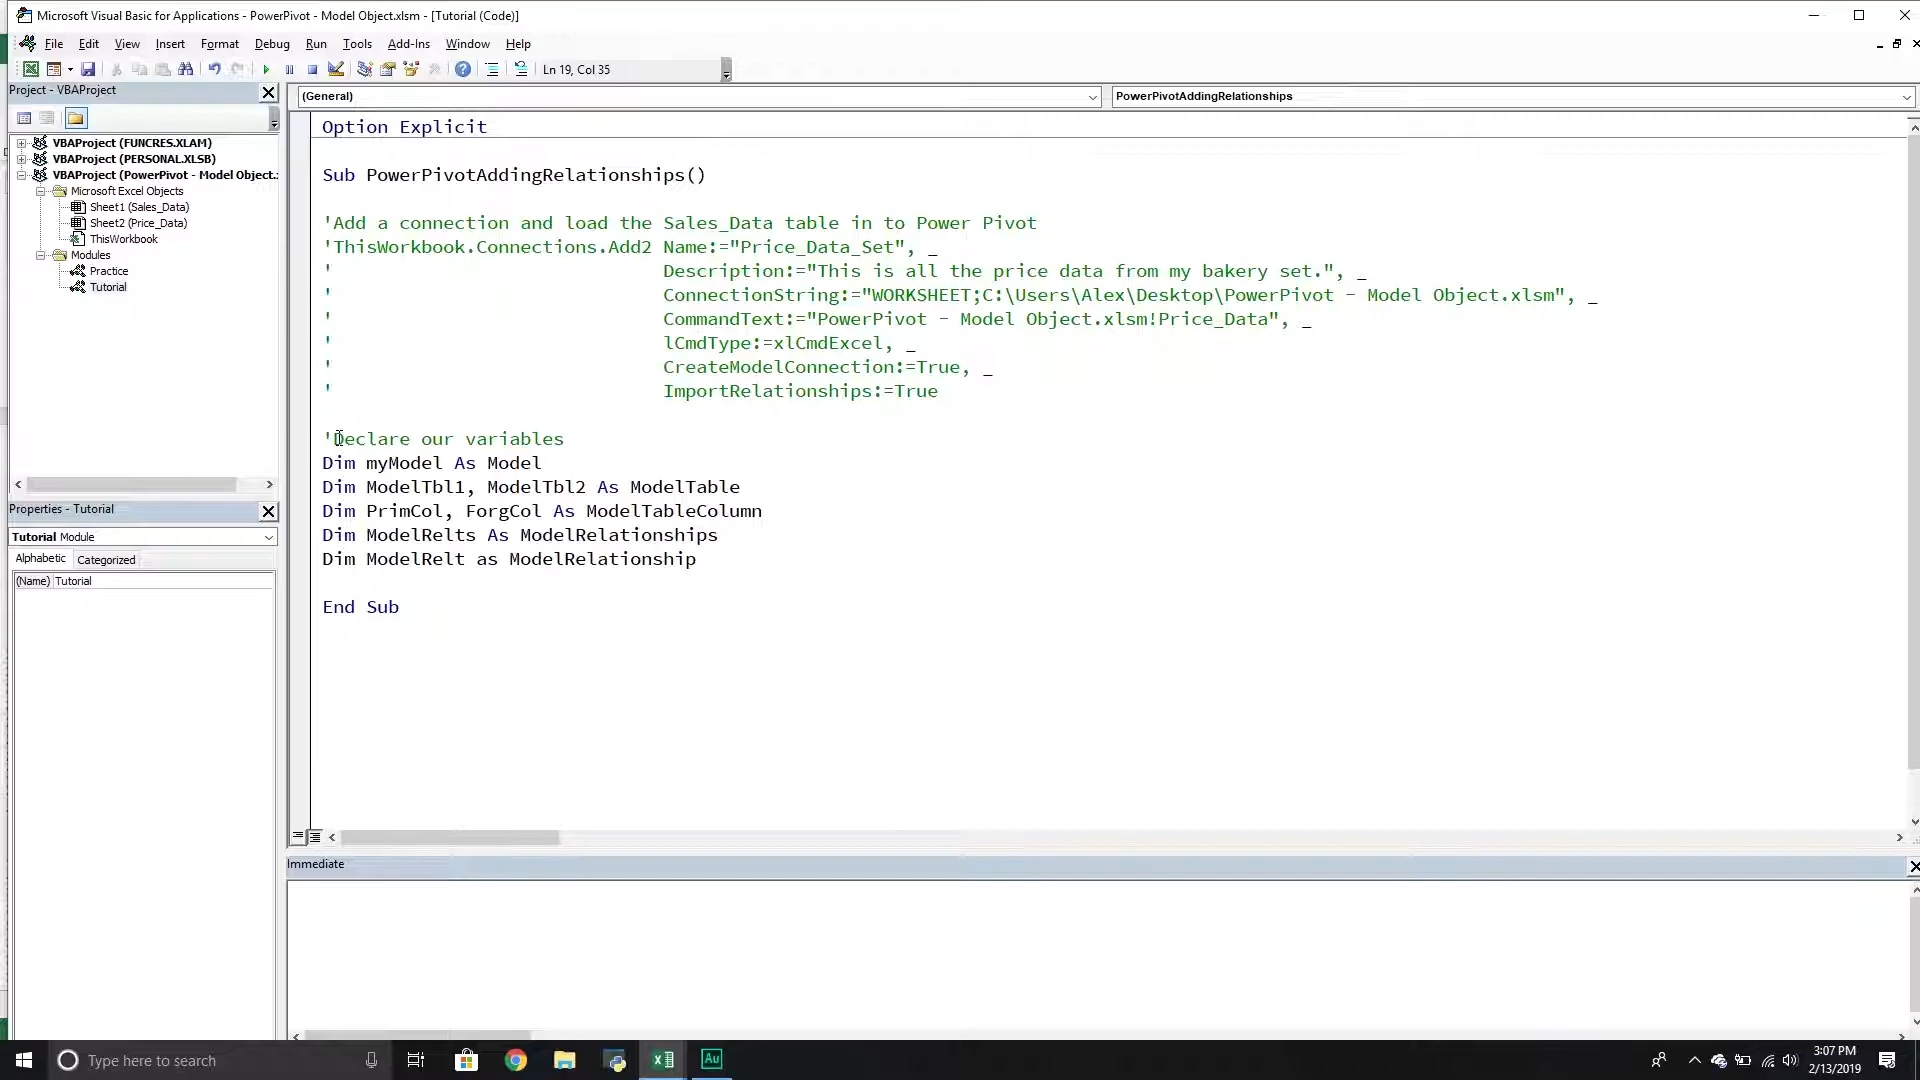 Microsoft Visual Basic for Applications - PowerPivot - Model Object.xlsm - [Tutorial (Code)]
File Edit View Insert Format Debug Run Tools Add-Ins Window Help
Ln 19, Col 35
Project - VBAProject
(General)
PowerPivotAddingRelationships
VBAProject (FUNCRES.XLAM)
VBAProject (PERSONAL.XLSB)
VBAProject (PowerPivot - Model Object.
Microsoft Excel Objects
Sheet1 (Sales_Data)
Sheet2 (Price_Data)
ThisWorkbook
Modules
Practice
Tutorial
Properties - Tutorial
Tutorial Module
Alphabetic Categorized
(Name) Tutorial
Option Explicit
Sub PowerPivotAddingRelationships()
'Add a connection and load the Sales_Data table in to Power Pivot
'ThisWorkbook.Connections.Add2 Name:="Price_Data_Set", _
' Description:="This is all the price data from my bakery set.", _
' ConnectionString:="WORKSHEET;C:\Users\Alex\Desktop\PowerPivot - Model Object.xlsm", _
' CommandText:="PowerPivot - Model Object.xlsm!Price_Data", _
' lCmdType:=xlCmdExcel, _
' CreateModelConnection:=True, _
' ImportRelationships:=True
'Declare our variables
Dim myModel As Model
Dim ModelTbl1, ModelTbl2 As ModelTable
Dim PrimCol, ForgCol As ModelTableColumn
Dim ModelRelts As ModelRelationships
Dim ModelRelt as ModelRelationship
End Sub
Immediate
Type here to search
Au
3:07 PM
2/13/2019